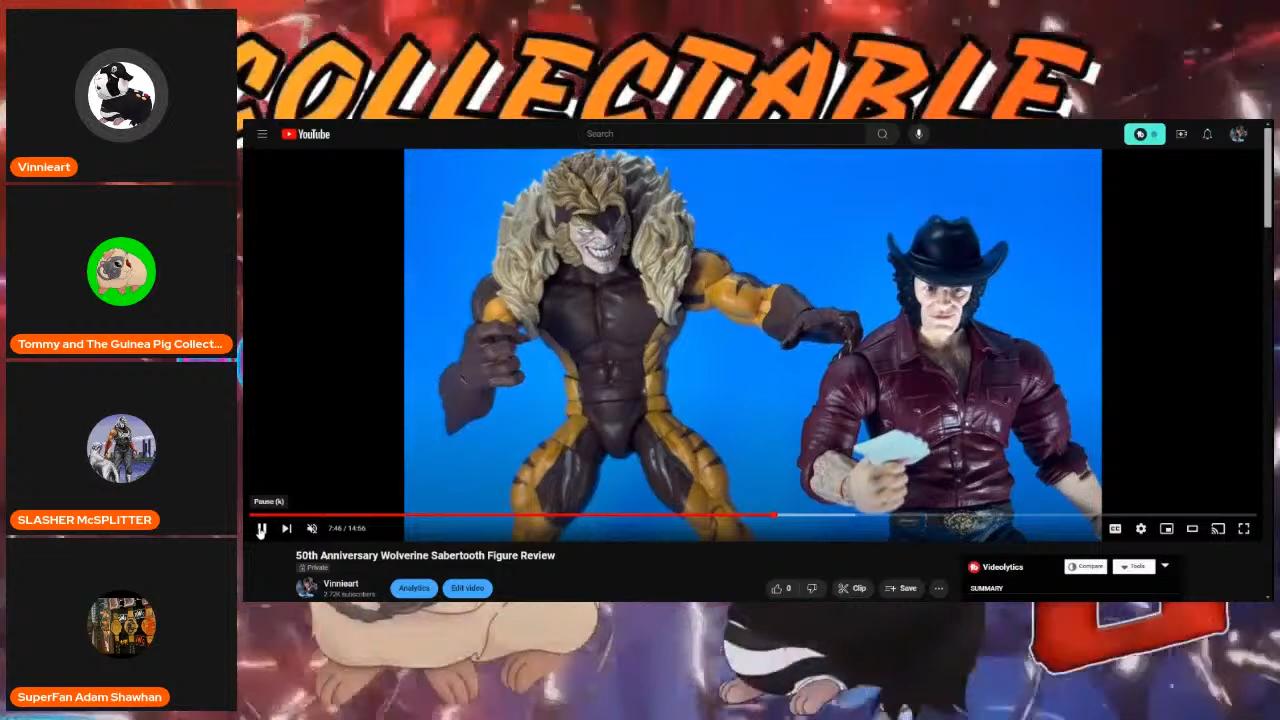 COLLECTABLE
Vinnieart
Tommy and The Guinea Pig Collect...
SLASHER McSPLITTER
SuperFan Adam Shawhan
YouTube
Search
Pause (k)
7:46 / 14:56
CC
50th Anniversary Wolverine Sabertooth Figure Review
Private
Vinnieart
2.72K subscribers
Analytics
Edit video
0
Clip
Save
Videolytics
Compare
Tools
SUMMARY